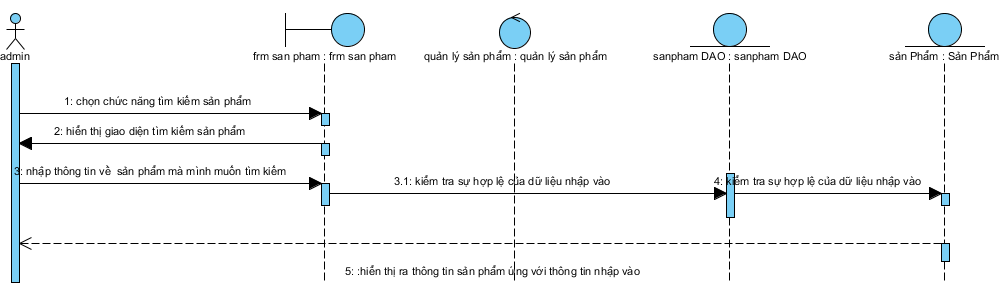 admin
frm san pham : frm san pham
quản lý sản phẩm : quản lý sản phẩm
sanpham DAO : sanpham DAO
sản Phẩm : Sản Phẩm
1: chọn chức năng tìm kiếm sản phẩm
2: hiển thị giao diện tìm kiếm sản phẩm
3: nhập thông tin về sản phẩm mà mình muốn tìm kiếm
3.1: kiểm tra sự hợp lệ của dữ liệu nhập vào
4: kiểm tra sự hợp lệ của dữ liệu nhập vào
5: :hiển thị ra thông tin sản phẩm ứng với thông tin nhập vào